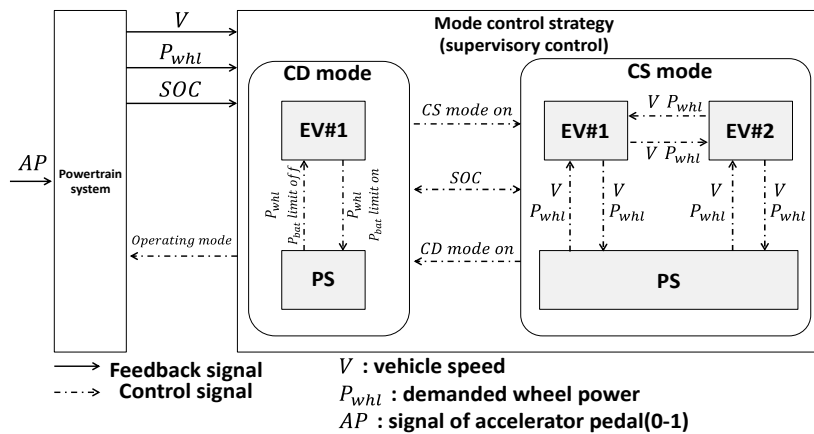 V
P_whl
SOC
AP
Powertrain
system
Operating mode
Mode control strategy
(supervisory control)
CD mode
EV#1
P_whl
P_bat limit off
P_whl
P_bat limit on
PS
CS mode on
SOC
CD mode on
CS mode
EV#1
EV#2
V P_whl
V P_whl
V
P_whl
V
P_whl
V
P_whl
V
P_whl
PS
Feedback signal
Control signal
V : vehicle speed
P_whl : demanded wheel power
AP : signal of accelerator pedal(0-1)